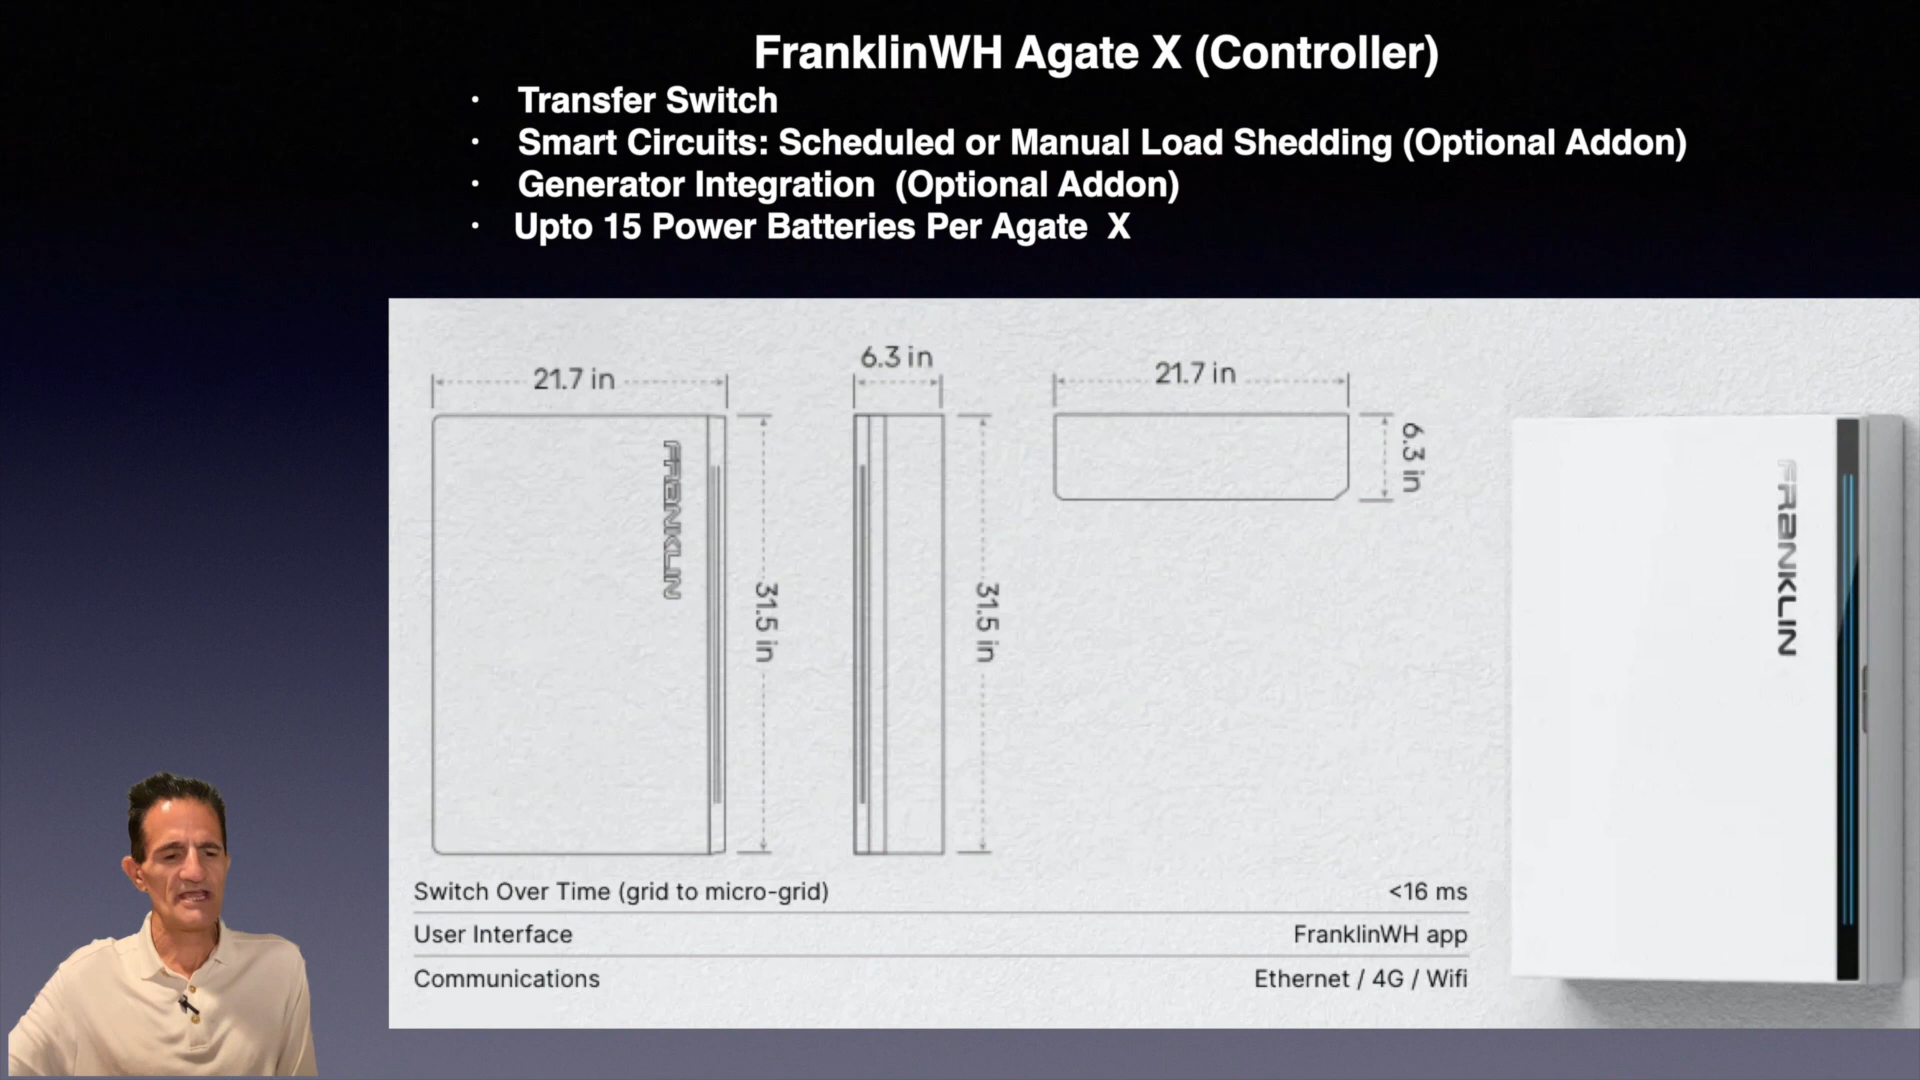 FranklinWH Agate X (Controller)
· Transfer Switch
· Smart Circuits: Scheduled or Manual Load Shedding (Optional Addon)
· Generator Integration (Optional Addon)
· Upto 15 Power Batteries Per Agate X
21.7 in
6.3 in
21.7 in
6.3 in
FRANKLIN
31.5 in
31.5 in
FRANKLIN
Switch Over Time (grid to micro-grid) <16 ms
User Interface FranklinWH app
Communications Ethernet / 4G / Wifi